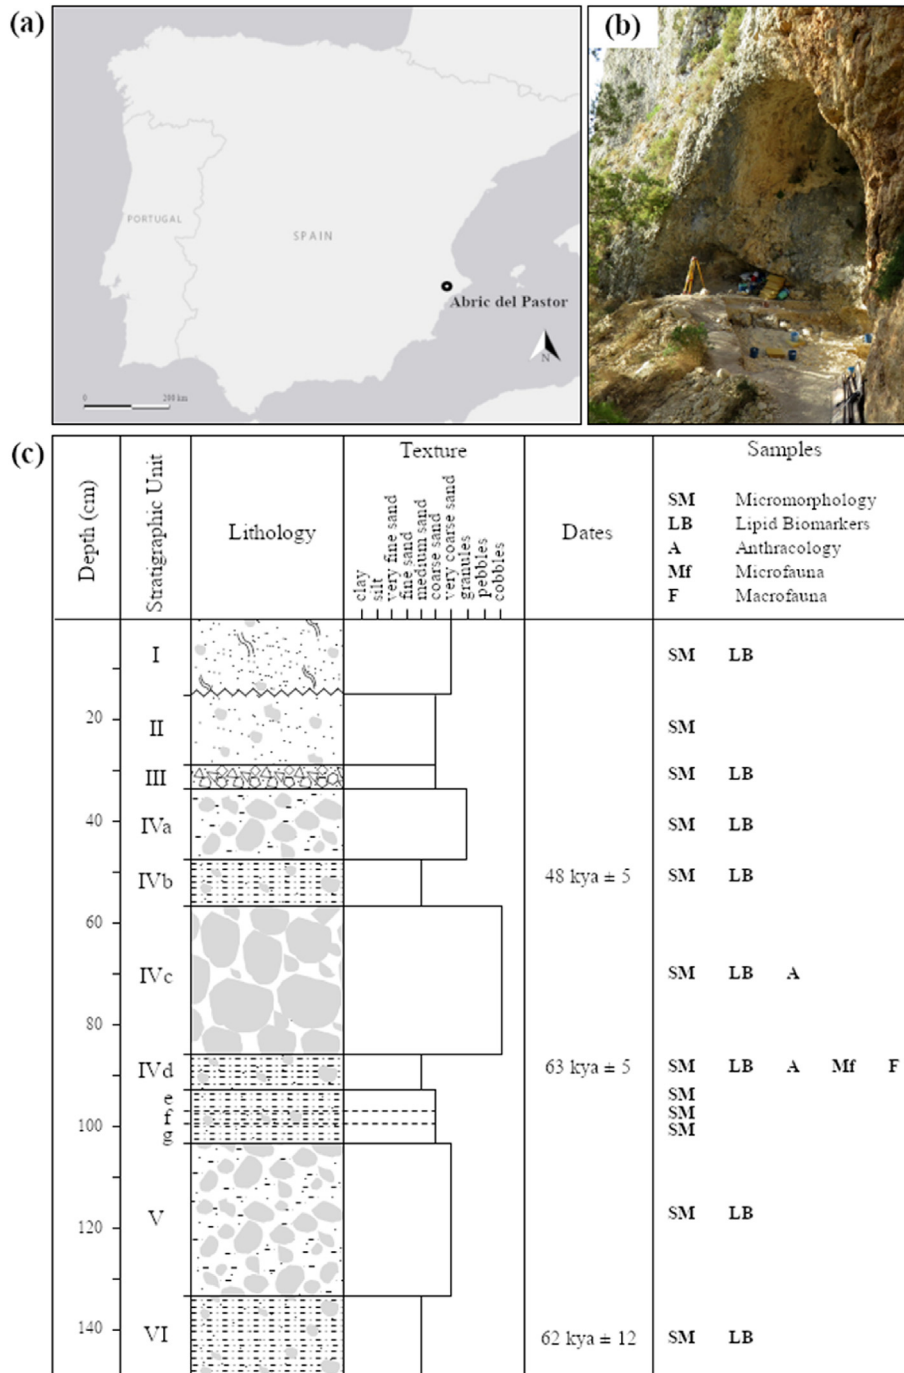 (a)
PORTUGAL
SPAIN
Abric del Pastor
N
0 200 km
(b)
(c)
Depth (cm)
Stratigraphic Unit
Lithology
Texture
clay
silt
very fine sand
fine sand
medium sand
coarse sand
very coarse sand
granules
pebbles
cobbles
Dates
Samples
SM Micromorphology
LB Lipid Biomarkers
A Anthracology
Mf Microfauna
F Macrofauna
I SM LB
20 II SM
III SM LB
40 IVa SM LB
IVb 48 kya ± 5 SM LB
60
IVc SM LB A
80
IVd 63 kya ± 5 SM LB A Mf F
e SM
f SM
100 g SM
V SM LB
120
140 VI 62 kya ± 12 SM LB